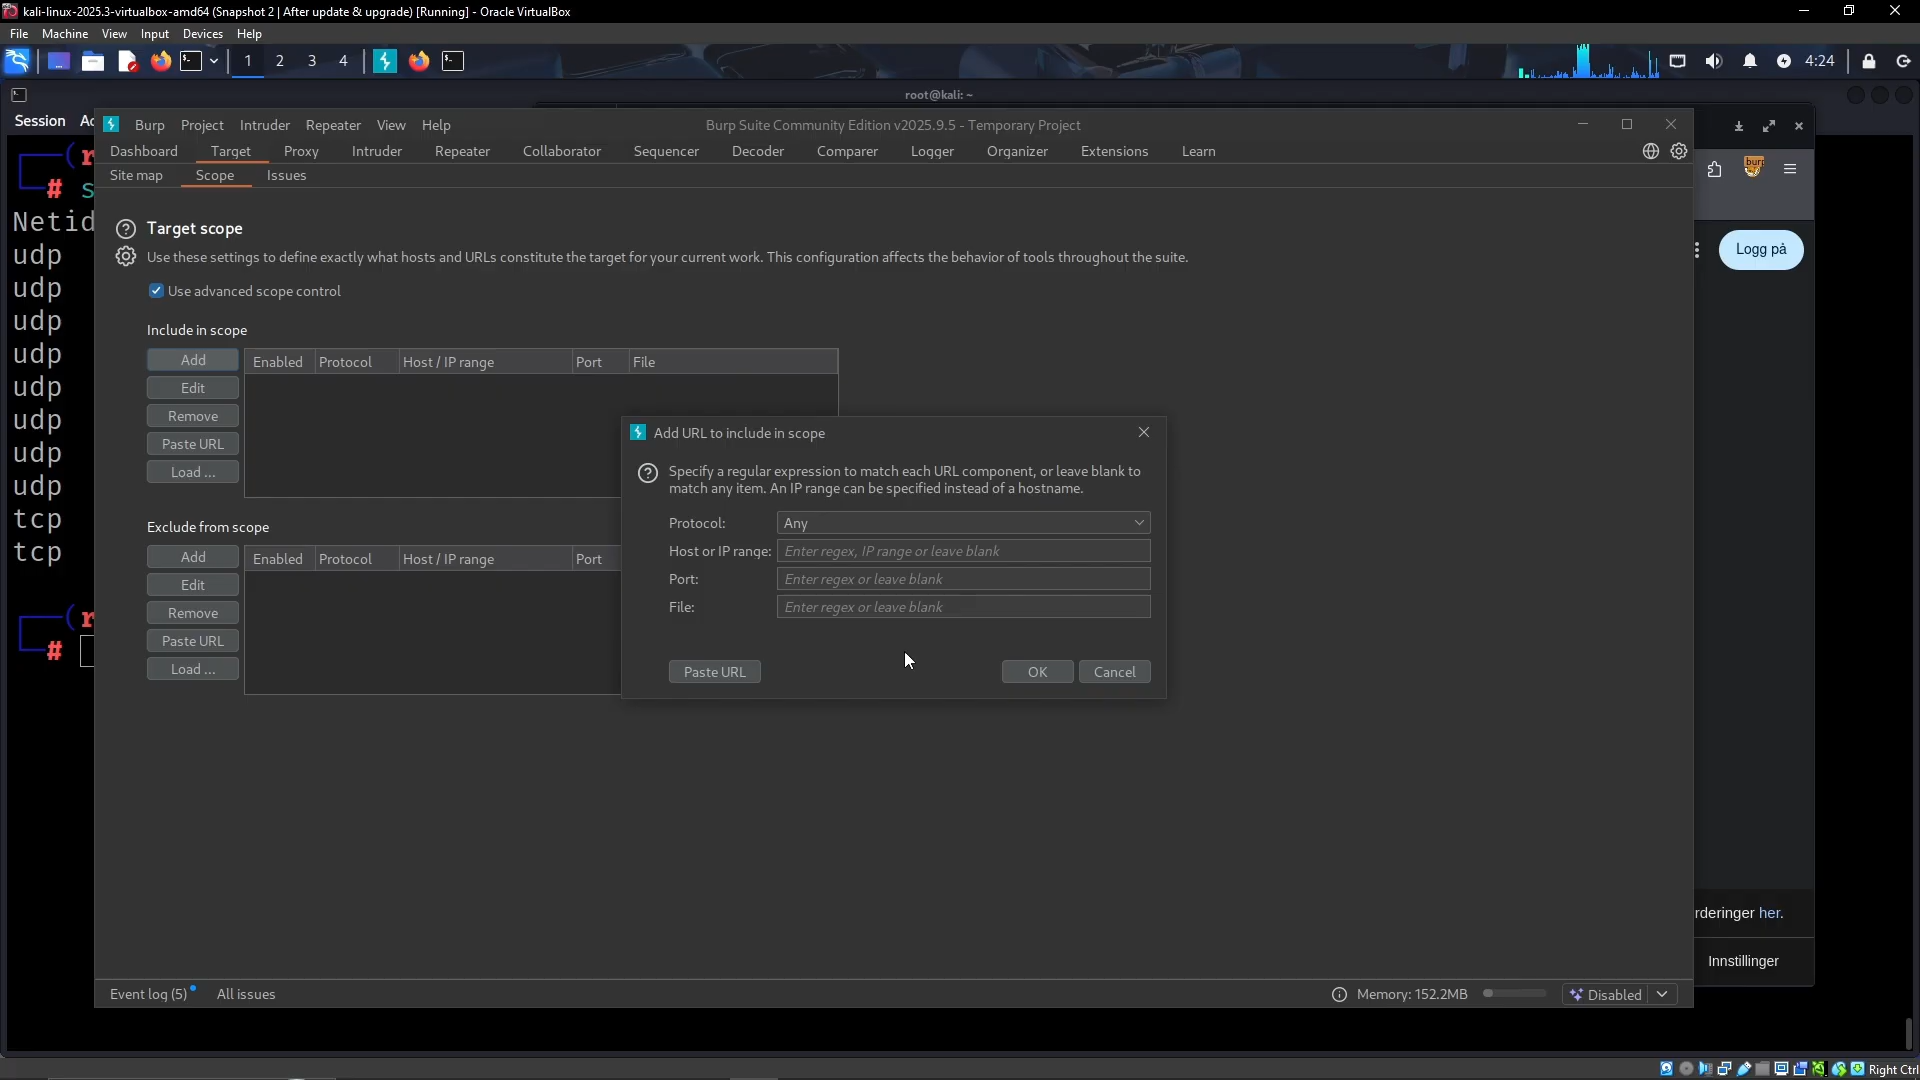 kali-linux-2025.3-virtualbox-amd64 (Snapshot 2 | After update & upgrade) [Running] - Oracle VirtualBox
File Machine View Input Devices Help
1 2 3 4
4:24
root@kali: ~
Session
Burp Project Intruder Repeater View Help
Burp Suite Community Edition v2025.9.5 - Temporary Project
Dashboard Target Proxy Intruder Repeater Collaborator Sequencer Decoder Comparer Logger Organizer Extensions Learn
Site map Scope Issues
# s
Netid
udp
udp
udp
udp
udp
udp
udp
udp
tcp
tcp
#
Target scope
Use these settings to define exactly what hosts and URLs constitute the target for your current work. This configuration affects the behavior of tools throughout the suite.
Use advanced scope control
Include in scope
Add
Edit
Remove
Paste URL
Load ...
Enabled Protocol Host / IP range Port File
Exclude from scope
Add
Edit
Remove
Paste URL
Load ...
Enabled Protocol Host / IP range Port
Add URL to include in scope
Specify a regular expression to match each URL component, or leave blank to
match any item. An IP range can be specified instead of a hostname.
Protocol: Any
Host or IP range: Enter regex, IP range or leave blank
Port: Enter regex or leave blank
File: Enter regex or leave blank
Paste URL OK Cancel
burp
Logg på
rderinger her.
Innstillinger
Event log (5) All issues
Memory: 152.2MB
Disabled
Right Ctrl